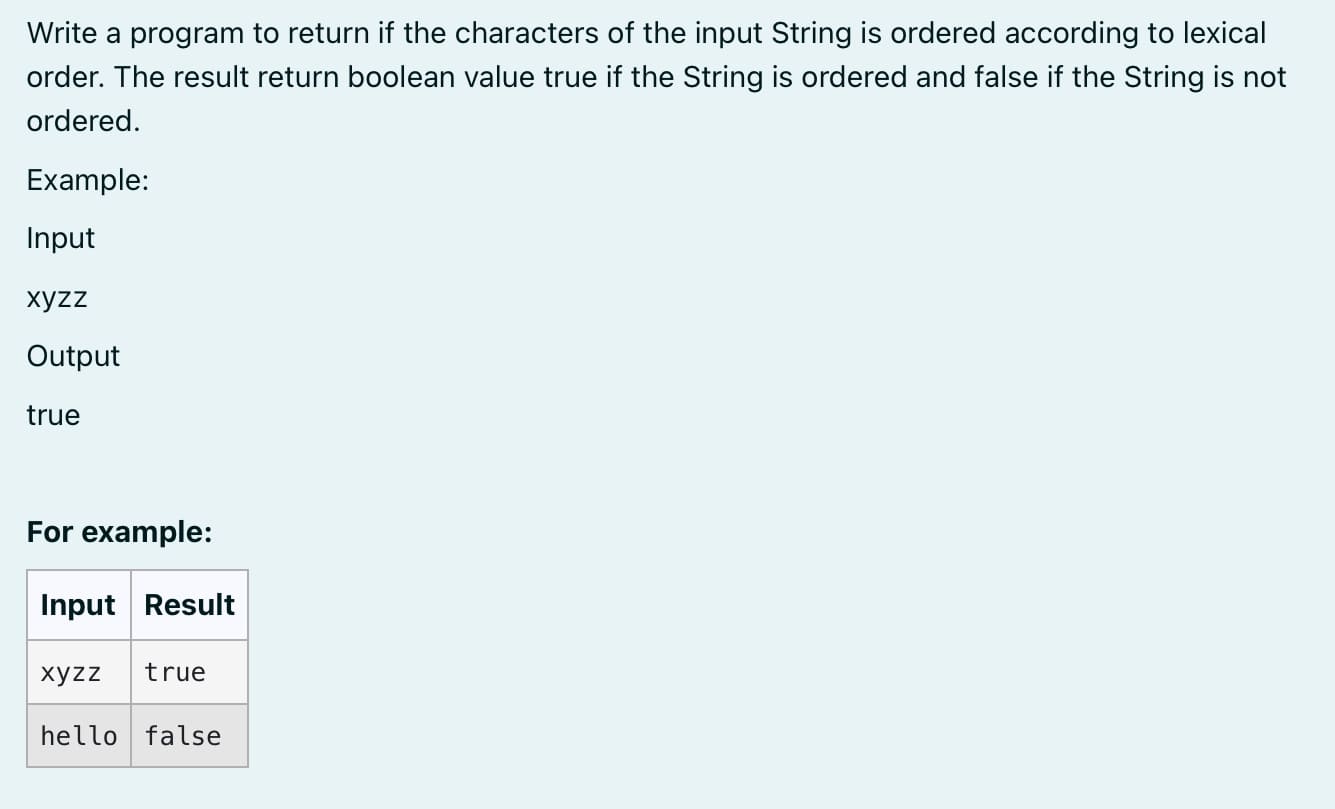 Write a program to return if the characters of the input String is ordered according to lexical
order. The result return boolean value true if the String is ordered and false if the String is not
ordered.
Example:
Input
xyzz
Output
true
For example:
Input Result
xyzz true
hello false